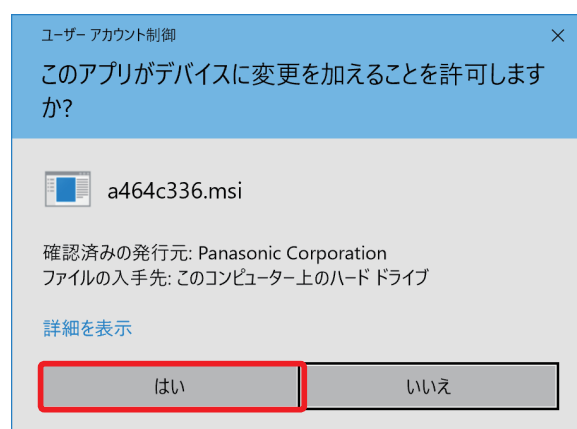 ユーザー アカウント制御
このアプリがデバイスに変更を加えることを許可します
か?
a464c336.msi
確認済みの発行元: Panasonic Corporation
ファイルの入手先: このコンピューター上のハード ドライブ
詳細を表示
はい
いいえ